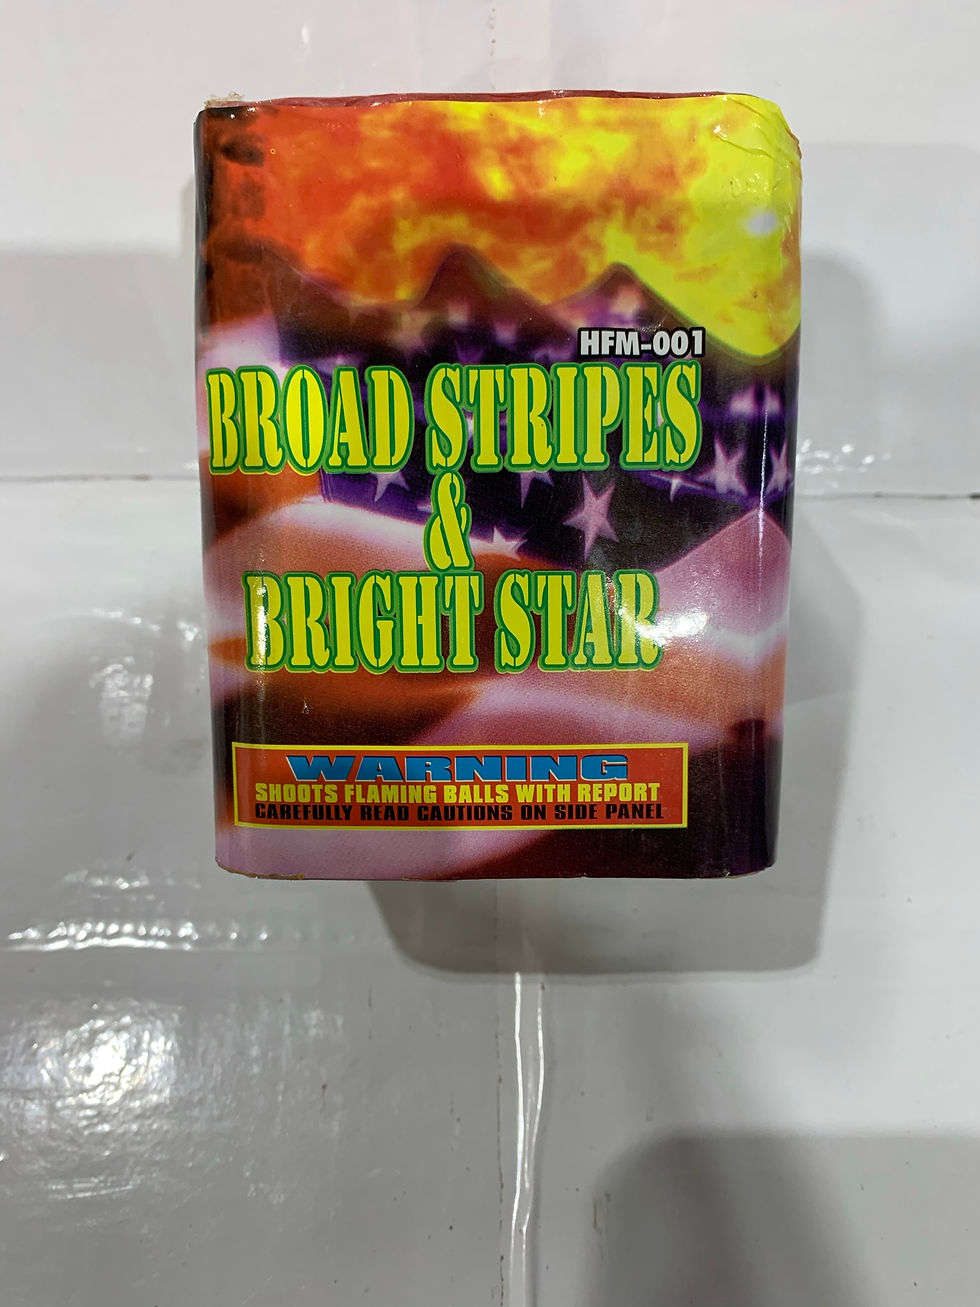 HFM-001
BROAD STRIPES
&
BRIGHT STAR
WARNING
SHOOTS FLAMING BALLS WITH REPORT
CAREFULLY READ CAUTIONS ON SIDE PANEL